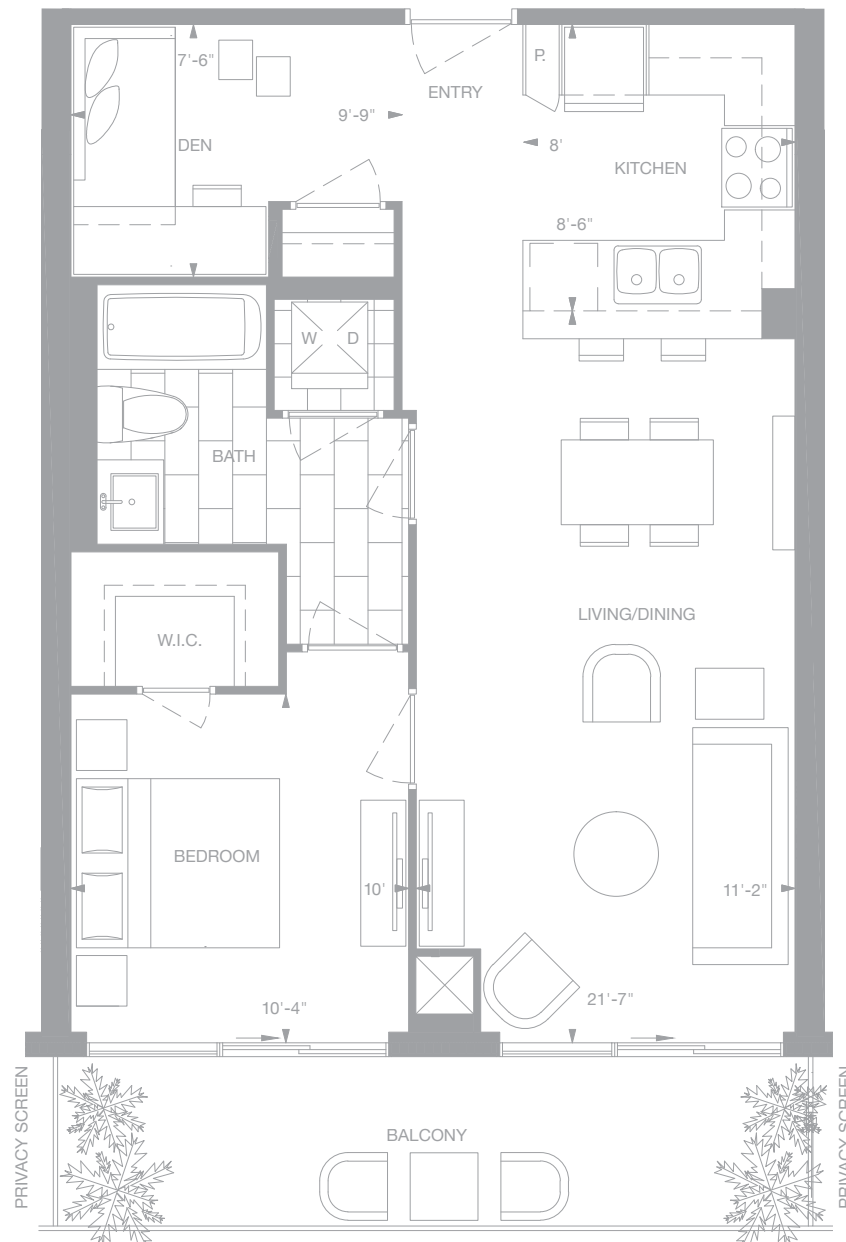 7'-6"
P.
ENTRY
9'-9"
DEN
8'
KITCHEN
8'-6"
W D
BATH
LIVING/DINING
W.I.C.
BEDROOM
10'
11'-2"
10'-4"
21'-7"
PRIVACY SCREEN
PRIVACY SCREEN
BALCONY